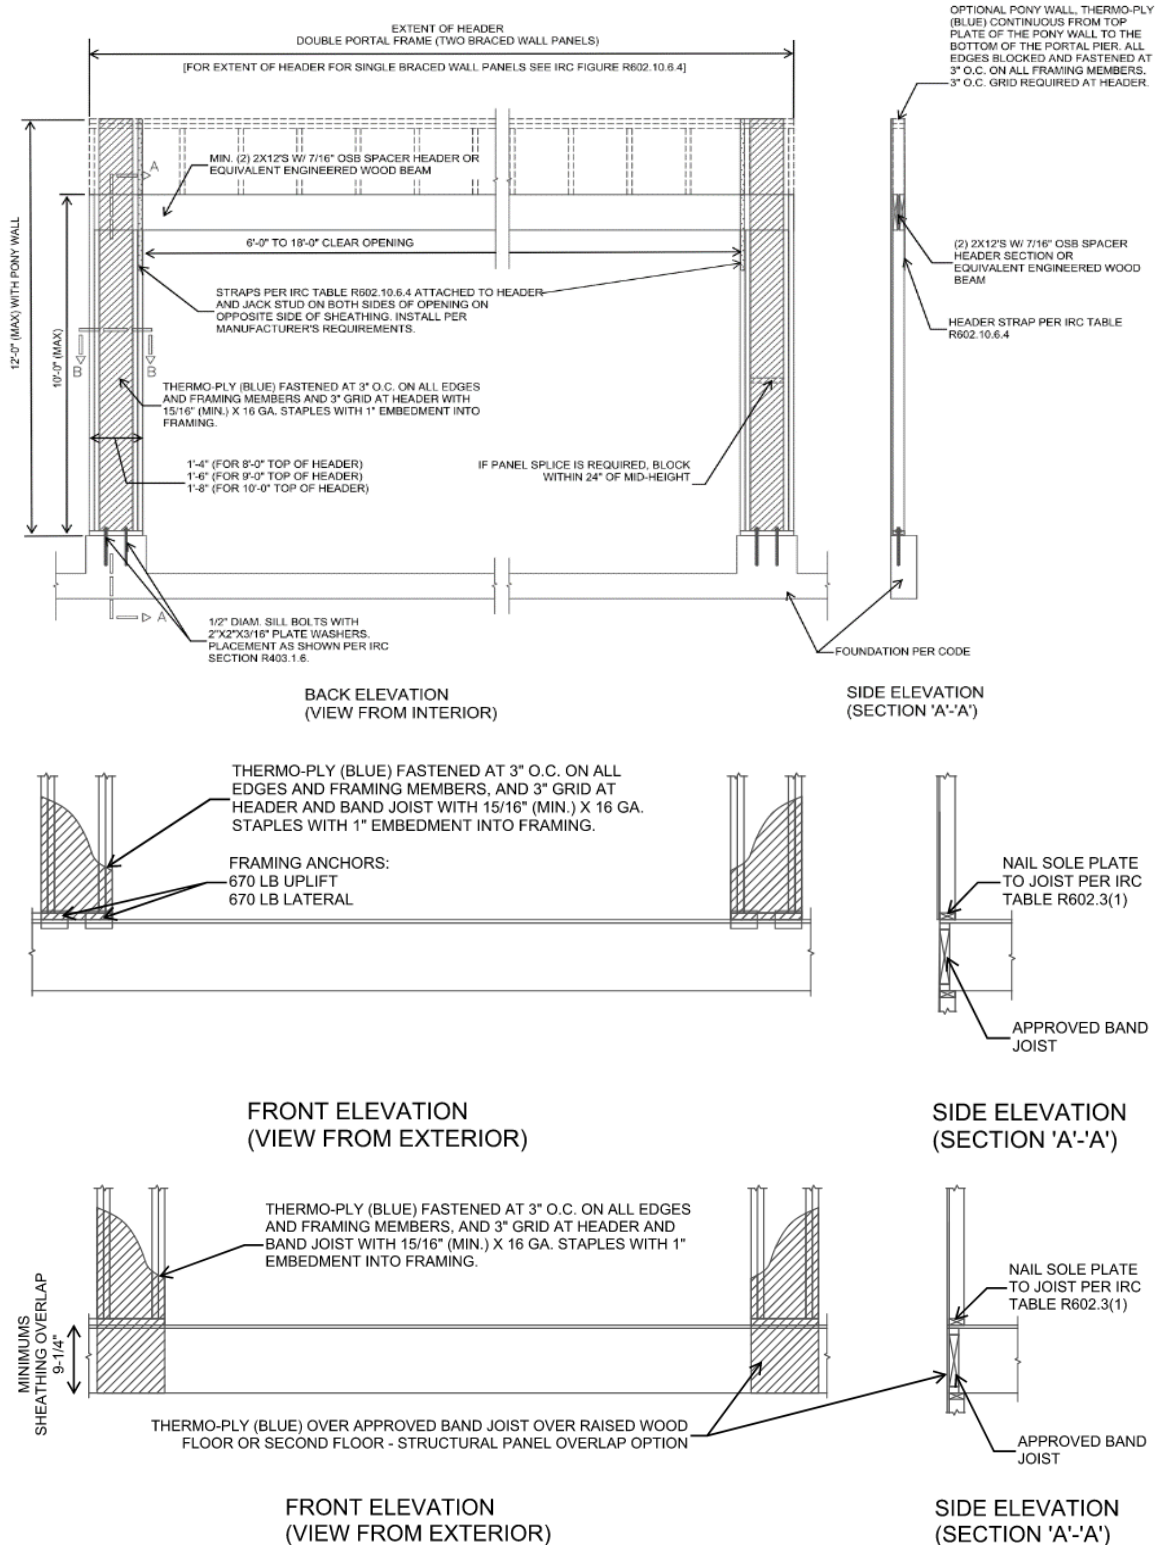 EXTENT OF HEADER
DOUBLE PORTAL FRAME (TWO BRACED WALL PANELS)
[FOR EXTENT OF HEADER FOR SINGLE BRACED WALL PANELS SEE IRC FIGURE R602.10.6.4]
OPTIONAL PONY WALL, THERMO-PLY
(BLUE) CONTINUOUS FROM TOP
PLATE OF THE PONY WALL TO THE
BOTTOM OF THE PORTAL PIER. ALL
EDGES BLOCKED AND FASTENED AT
3" O.C. ON ALL FRAMING MEMBERS.
3" O.C. GRID REQUIRED AT HEADER.
A
MIN. (2) 2X12'S W/ 7/16" OSB SPACER HEADER OR
EQUIVALENT ENGINEERED WOOD BEAM
12'-0" (MAX) WITH PONY WALL
10'-0" (MAX)
6'-0" TO 18'-0" CLEAR OPENING
(2) 2X12'S W/ 7/16" OSB SPACER
HEADER SECTION OR
EQUIVALENT ENGINEERED WOOD
BEAM
STRAPS PER IRC TABLE R602.10.6.4 ATTACHED TO HEADER
AND JACK STUD ON BOTH SIDES OF OPENING ON
OPPOSITE SIDE OF SHEATHING. INSTALL PER
MANUFACTURER'S REQUIREMENTS.
HEADER STRAP PER IRC TABLE
R602.10.6.4
B
B
THERMO-PLY (BLUE) FASTENED AT 3" O.C. ON ALL EDGES
AND FRAMING MEMBERS AND 3" GRID AT HEADER WITH
15/16" (MIN.) X 16 GA. STAPLES WITH 1" EMBEDMENT INTO
FRAMING.
1'-4" (FOR 8'-0" TOP OF HEADER)
1'-6" (FOR 9'-0" TOP OF HEADER)
1'-8" (FOR 10'-0" TOP OF HEADER)
IF PANEL SPLICE IS REQUIRED, BLOCK
WITHIN 24" OF MID-HEIGHT
A
1/2" DIAM. SILL BOLTS WITH
2"X2"X3/16" PLATE WASHERS.
PLACEMENT AS SHOWN PER IRC
SECTION R403.1.6.
FOUNDATION PER CODE
BACK ELEVATION
(VIEW FROM INTERIOR)
SIDE ELEVATION
(SECTION 'A'-'A')
THERMO-PLY (BLUE) FASTENED AT 3" O.C. ON ALL
EDGES AND FRAMING MEMBERS, AND 3" GRID AT
HEADER AND BAND JOIST WITH 15/16" (MIN.) X 16 GA.
STAPLES WITH 1" EMBEDMENT INTO FRAMING.
FRAMING ANCHORS:
670 LB UPLIFT
670 LB LATERAL
NAIL SOLE PLATE
TO JOIST PER IRC
TABLE R602.3(1)
APPROVED BAND
JOIST
FRONT ELEVATION
(VIEW FROM EXTERIOR)
SIDE ELEVATION
(SECTION 'A'-'A')
THERMO-PLY (BLUE) FASTENED AT 3" O.C. ON ALL EDGES
AND FRAMING MEMBERS, AND 3" GRID AT HEADER AND
BAND JOIST WITH 15/16" (MIN.) X 16 GA. STAPLES WITH 1"
EMBEDMENT INTO FRAMING.
MINIMUMS
SHEATHING OVERLAP
9-1/4"
NAIL SOLE PLATE
TO JOIST PER IRC
TABLE R602.3(1)
THERMO-PLY (BLUE) OVER APPROVED BAND JOIST OVER RAISED WOOD
FLOOR OR SECOND FLOOR - STRUCTURAL PANEL OVERLAP OPTION
APPROVED BAND
JOIST
FRONT ELEVATION
(VIEW FROM EXTERIOR)
SIDE ELEVATION
(SECTION 'A'-'A')